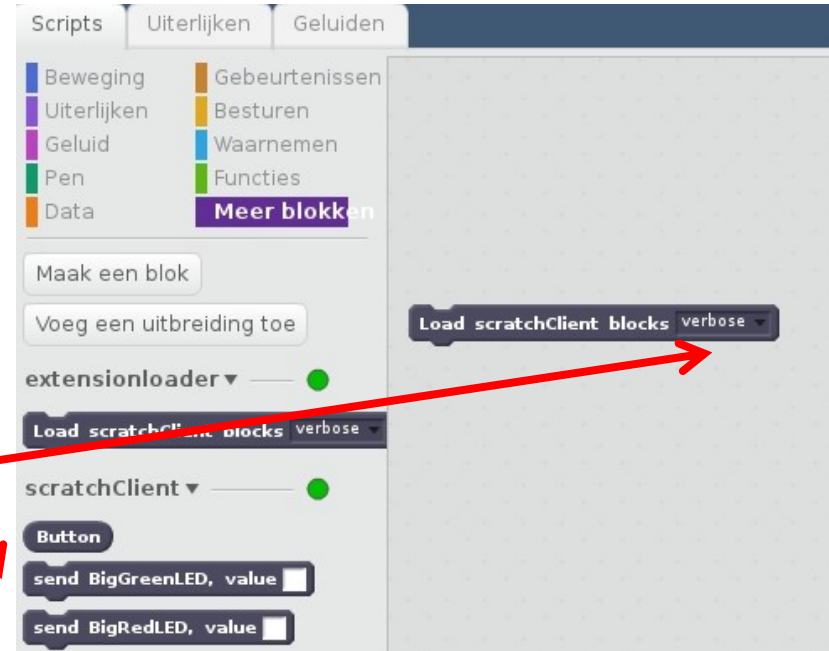 Scripts
Uiterlijken
Geluiden
Beweging
Gebeurtenissen
Uiterlijken
Besturen
Geluid
Waarnemen
Pen
Functies
Data
Meer blokken
Maak een blok
Voeg een uitbreiding toe
Load scratchClient blocks verbose
extensionloader
Load scratchClient blocks verbose
scratchClient
Button
send BigGreenLED, value
send BigRedLED, value